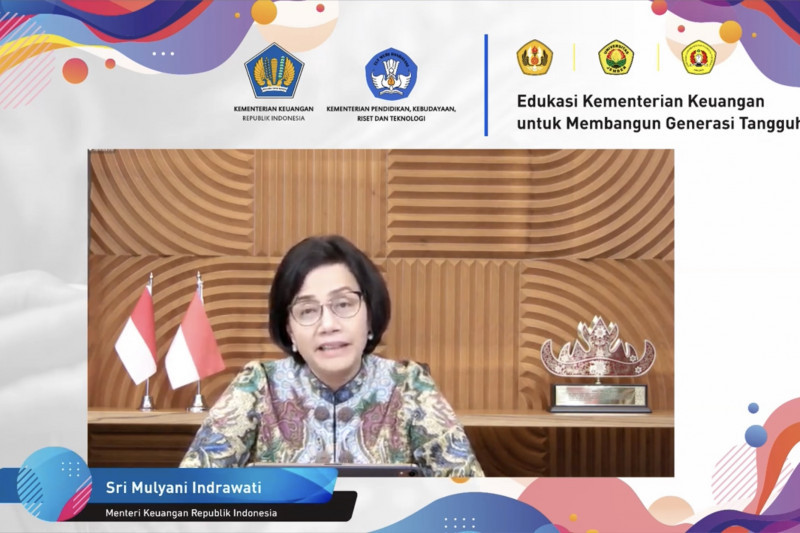 KEMENTERIAN KEUANGAN
REPUBLIK INDONESIA
KEMENTERIAN PENDIDIKAN, KEBUDAYAAN,
RISET DAN TEKNOLOGI
Edukasi Kementerian Keuangan
untuk Membangun Generasi Tangguh
Sri Mulyani Indrawati
Menteri Keuangan Republik Indonesia